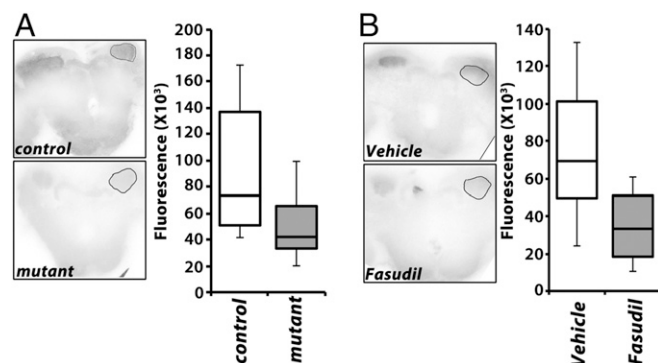 A
control
mutant
Fluorescence (X10³)
200
180
160
140
120
100
80
60
40
20
0
control
mutant
B
Vehicle
Fasudil
Fluorescence (X10³)
140
120
100
80
60
40
20
0
Vehicle
Fasudil